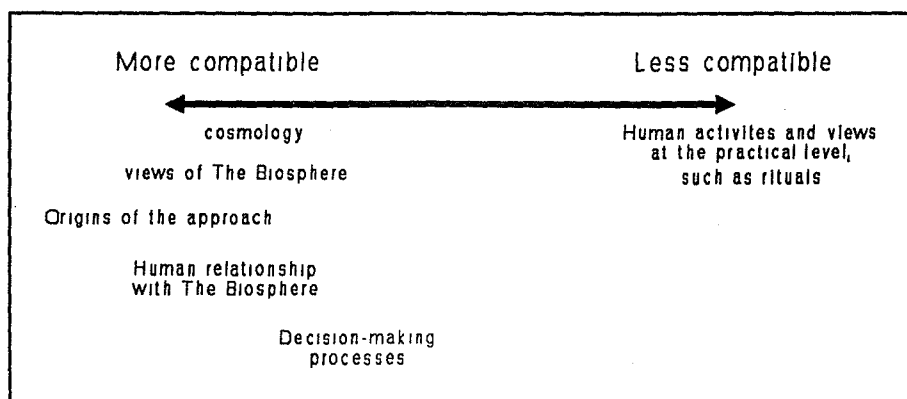 More compatible
Less compatible
cosmology
views of The Biosphere
Origins of the approach
Human relationship
with The Biosphere
Decision-making
processes
Human activites and views
at the practical level,
such as rituals